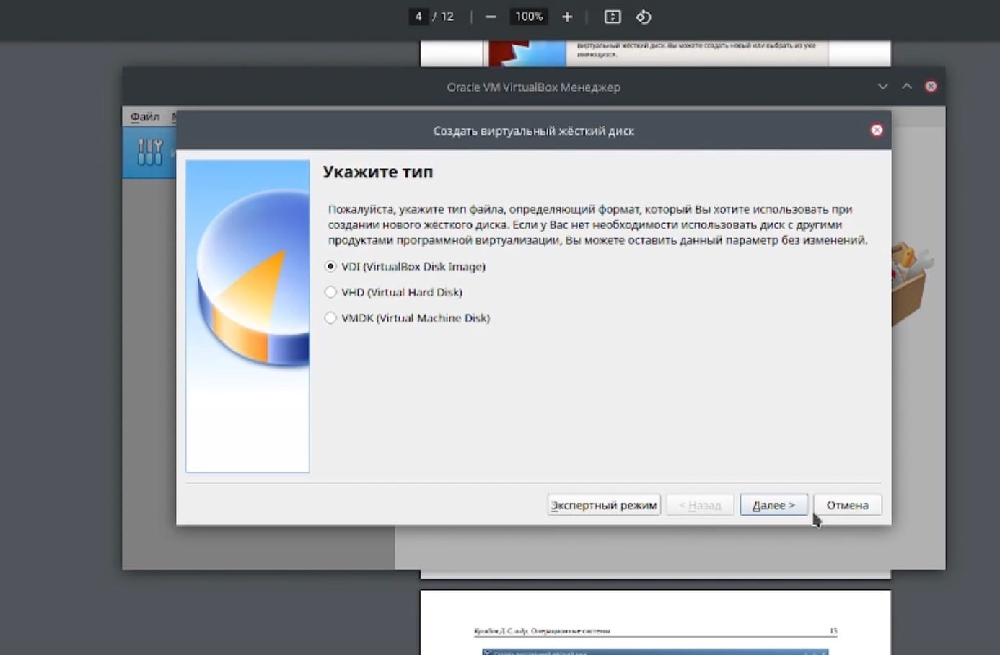 4 / 12 100%
виртуальный жёсткий диск. Вы можете создать новый или выбрать из уже
имеющихся.
Oracle VM VirtualBox Менеджер
Файл
Создать виртуальный жёсткий диск
Укажите тип
Пожалуйста, укажите тип файла, определяющий формат, который Вы хотите использовать при
создании нового жёсткого диска. Если у Вас нет необходимости использовать диск с другими
продуктами программной виртуализации, Вы можете оставить данный параметр без изменений.
VDI (VirtualBox Disk Image)
VHD (Virtual Hard Disk)
VMDK (Virtual Machine Disk)
Экспертный режим < Назад Далее > Отмена
Кулябов Д. С. и др. Операционные системы 15